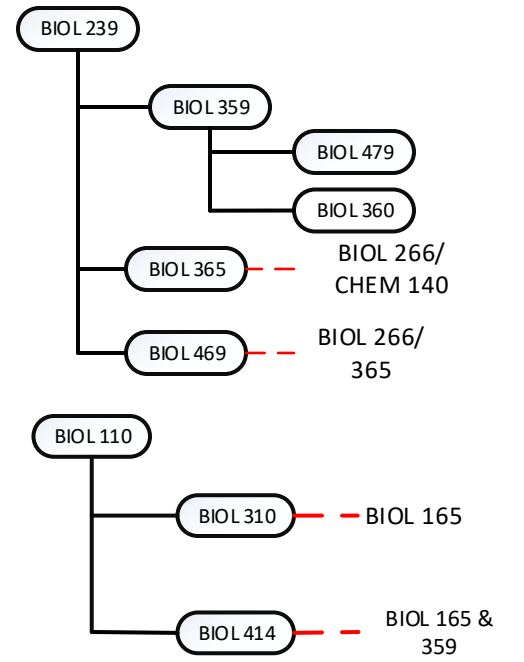 BIOL 239
BIOL 359
BIOL 479
BIOL 360
BIOL 365
BIOL 266/
CHEM 140
BIOL 469
BIOL 266/
365
BIOL 110
BIOL 310
BIOL 165
BIOL 414
BIOL 165 &
359